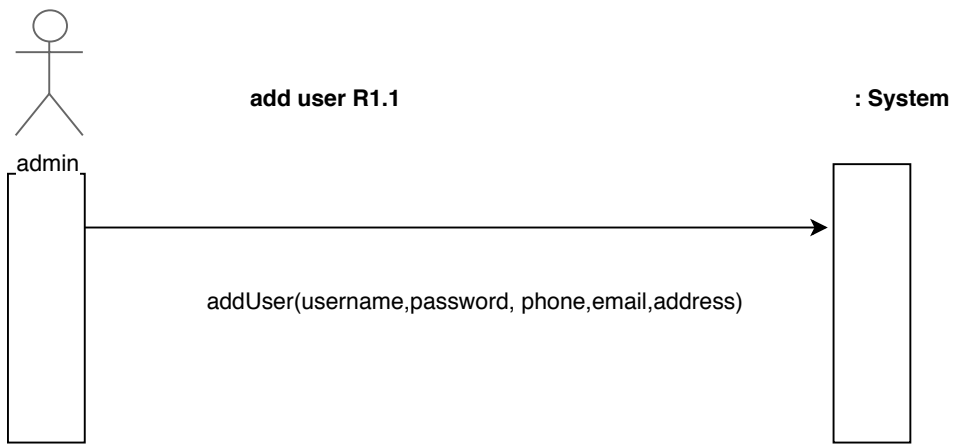 add user R1.1
: System
admin
addUser(username,password, phone,email,address)